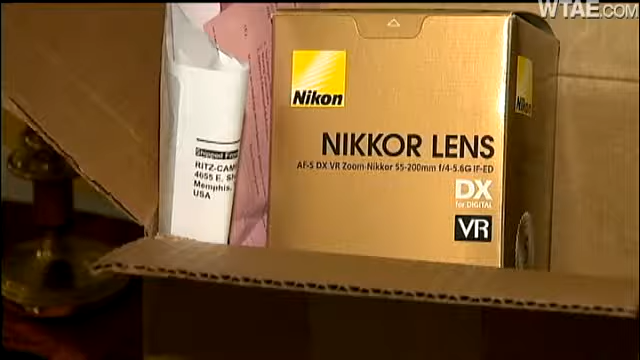 WTAE.COM
Nikon
NIKKOR LENS
AF-S DX VR Zoom-Nikkor 55-200mm f/4-5.6G IF-ED
DX
for DIGITAL
VR
Shipped From
RITZ-CAM
4655 E. SH
Memphis,
USA
Nikon